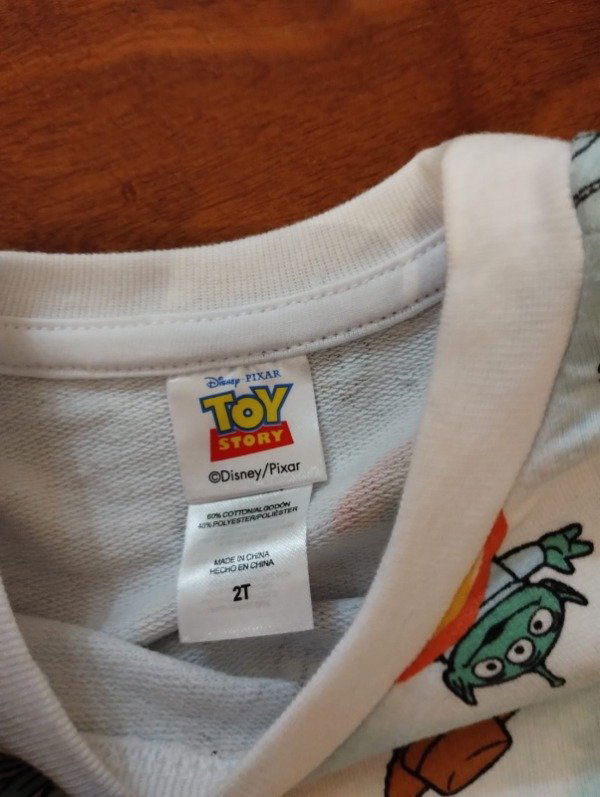 Disney · PIXAR
TOY
STORY
©Disney/Pixar
60% COTTON/ALGODÓN
40% POLYESTER/POLIÉSTER
MADE IN CHINA
HECHO EN CHINA
2T